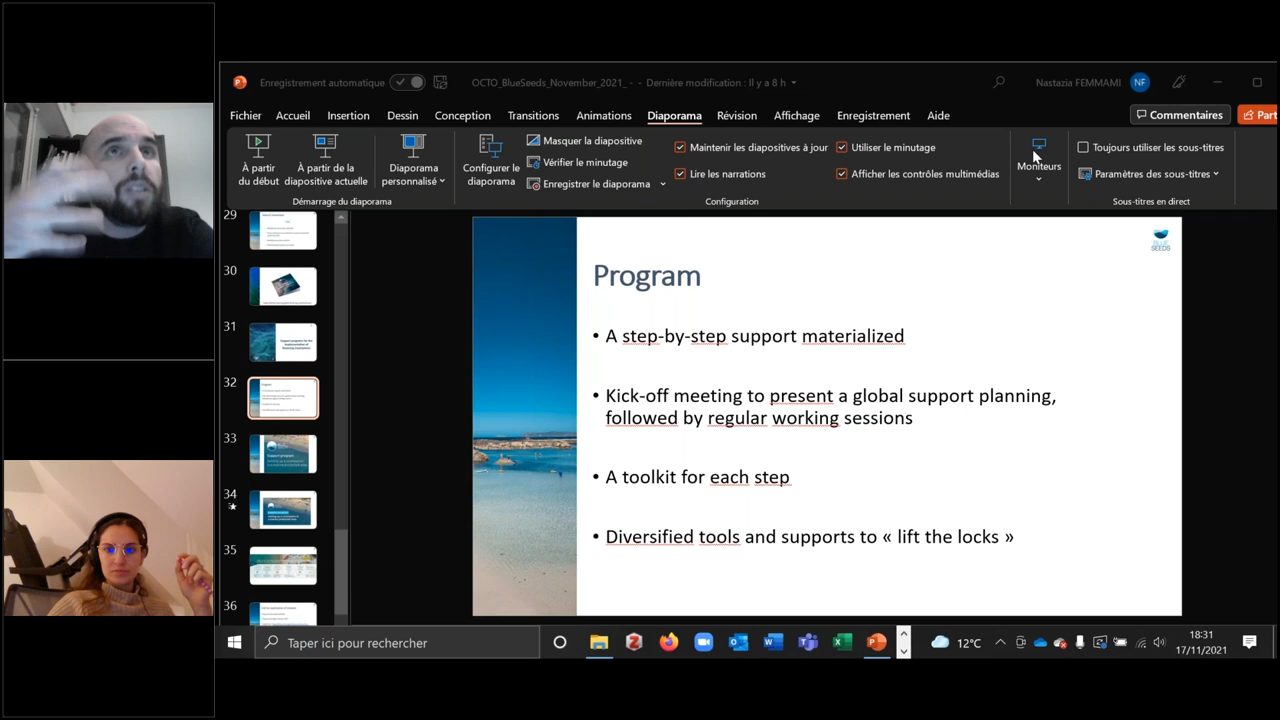 Enregistrement automatique
OCTO_BlueSeeds_November_2021_ - Dernière modification : Il y a 8 h
Nastazia FEMMAMI
NF
Fichier Accueil Insertion Dessin Conception Transitions Animations Diaporama Révision Affichage Enregistrement Aide
Commentaires
Part
À partir du début
À partir de la diapositive actuelle
Diaporama personnalisé
Démarrage du diaporama
Configurer le diaporama
Masquer la diapositive
Vérifier le minutage
Enregistrer le diaporama
Maintenir les diapositives à jour
Lire les narrations
Utiliser le minutage
Afficher les contrôles multimédias
Configuration
Moniteurs
Toujours utiliser les sous-titres
Paramètres des sous-titres
Sous-titres en direct
29
30
31
32
33
34
35
36
BLUE SEEDS
Program
• A step-by-step support materialized
• Kick-off meeting to present a global support planning,
followed by regular working sessions
• A toolkit for each step
• Diversified tools and supports to « lift the locks »
Taper ici pour rechercher
12°C
18:31
17/11/2021